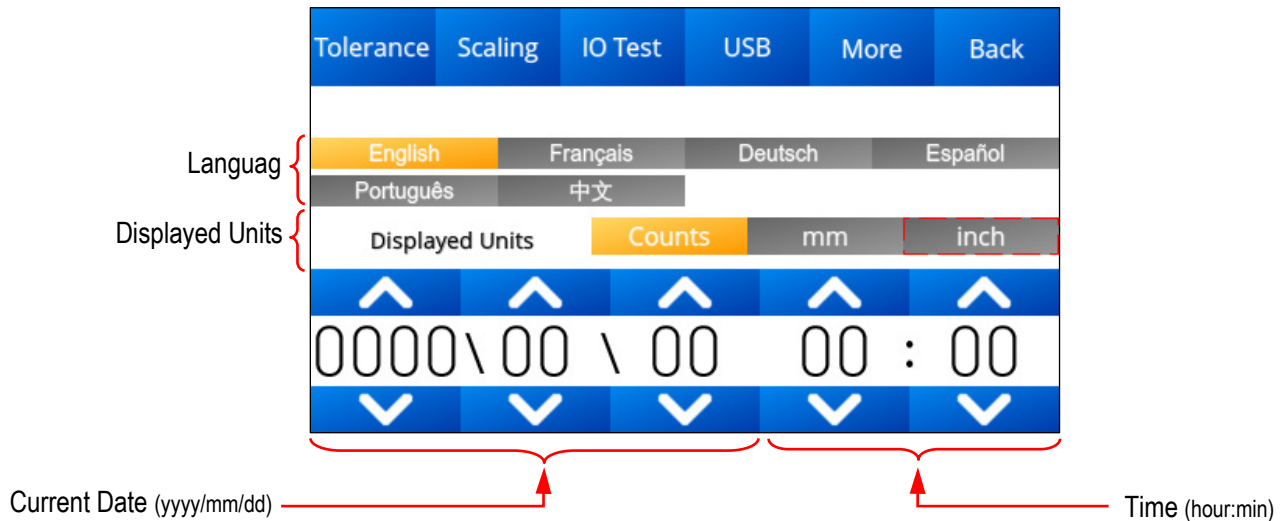 Tolerance Scaling IO Test USB More Back
English Français Deutsch Español
Languag
Português 中文
Displayed Units
Displayed Units Counts mm inch
0000\ 00 \ 00 00 : 00
Current Date (yyyy/mm/dd)
Time (hour:min)